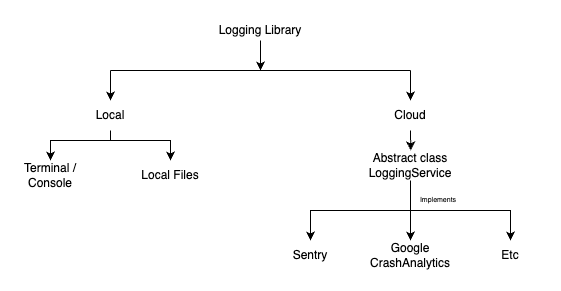 Logging Library
Local
Cloud
Terminal /
Console
Local Files
Abstract class
LoggingService
Implements
Sentry
Google
CrashAnalytics
Etc